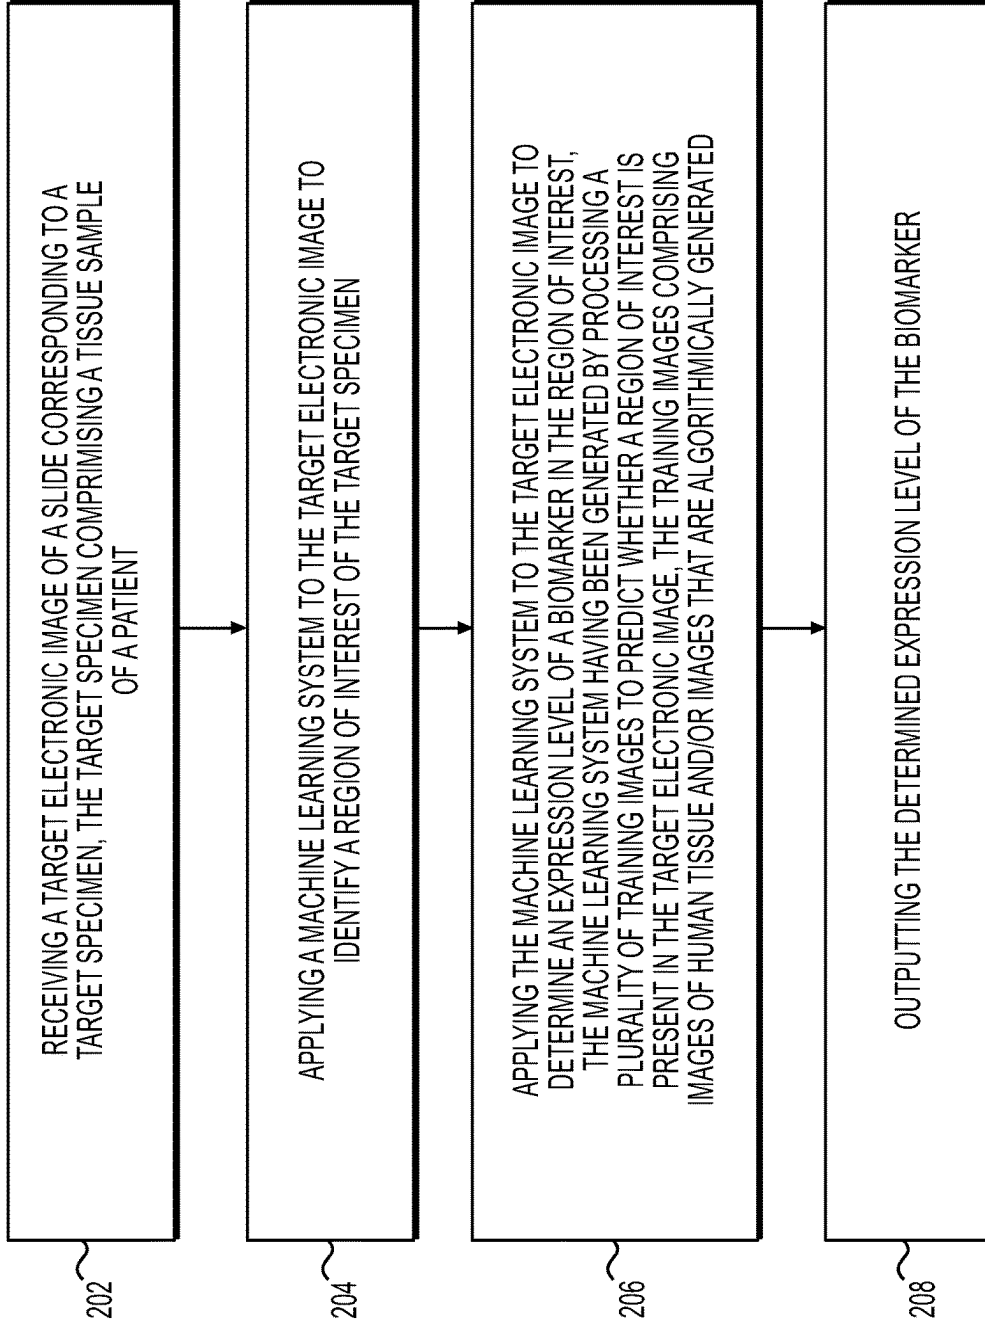 202
RECEIVING A TARGET ELECTRONIC IMAGE OF A SLIDE CORRESPONDING TO A
TARGET SPECIMEN, THE TARGET SPECIMEN COMPRIMISING A TISSUE SAMPLE
OF A PATIENT
204
APPLYING A MACHINE LEARNING SYSTEM TO THE TARGET ELECTRONIC IMAGE TO
IDENTIFY A REGION OF INTEREST OF THE TARGET SPECIMEN
206
APPLYING THE MACHINE LEARNING SYSTEM TO THE TARGET ELECTRONIC IMAGE TO
DETERMINE AN EXPRESSION LEVEL OF A BIOMARKER IN THE REGION OF INTEREST,
THE MACHINE LEARNING SYSTEM HAVING BEEN GENERATED BY PROCESSING A
PLURALITY OF TRAINING IMAGES TO PREDICT WHETHER A REGION OF INTEREST IS
PRESENT IN THE TARGET ELECTRONIC IMAGE, THE TRAINING IMAGES COMPRISING
IMAGES OF HUMAN TISSUE AND/OR IMAGES THAT ARE ALGORITHMICALLY GENERATED
208
OUTPUTTING THE DETERMINED EXPRESSION LEVEL OF THE BIOMARKER